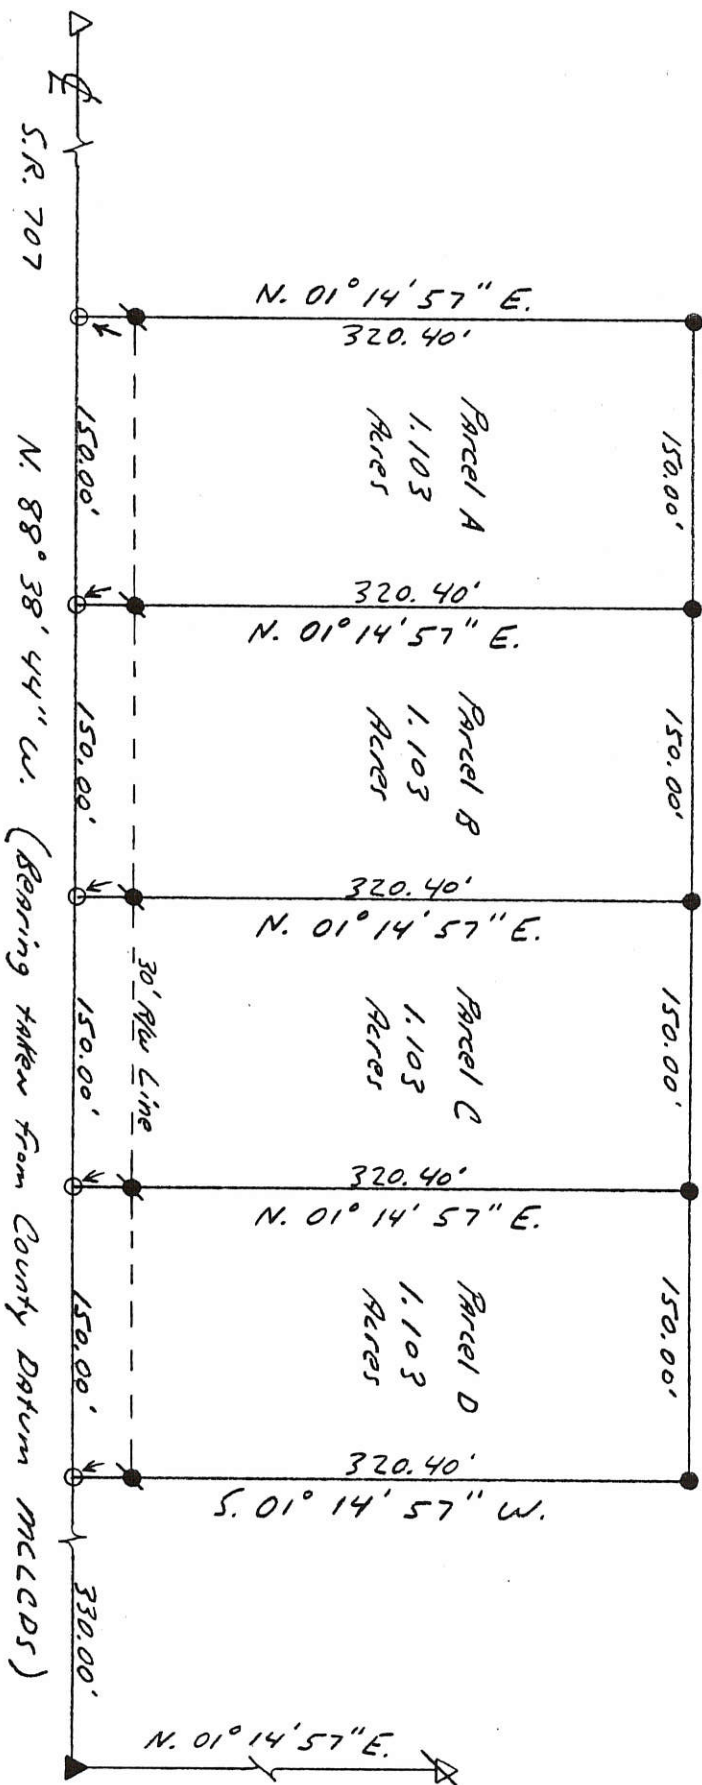 N. 01° 14' 57" E.
320.40'
150.00'
Parcel A
1.103
Acres
150.00'
320.40'
N. 01° 14' 57" E.
150.00'
Parcel B
1.103
Acres
150.00'
320.40'
N. 01° 14' 57" E.
150.00'
Parcel C
1.103
Acres
150.00'
30' R/W Line
320.40'
N. 01° 14' 57" E.
150.00'
Parcel D
1.103
Acres
150.00'
320.40'
S. 01° 14' 57" W.
330.00'
N. 01° 14' 57" E.
℄
S.R. 707
N. 88° 38' 44" W. (Bearing taken from County Datum MCLCDS)